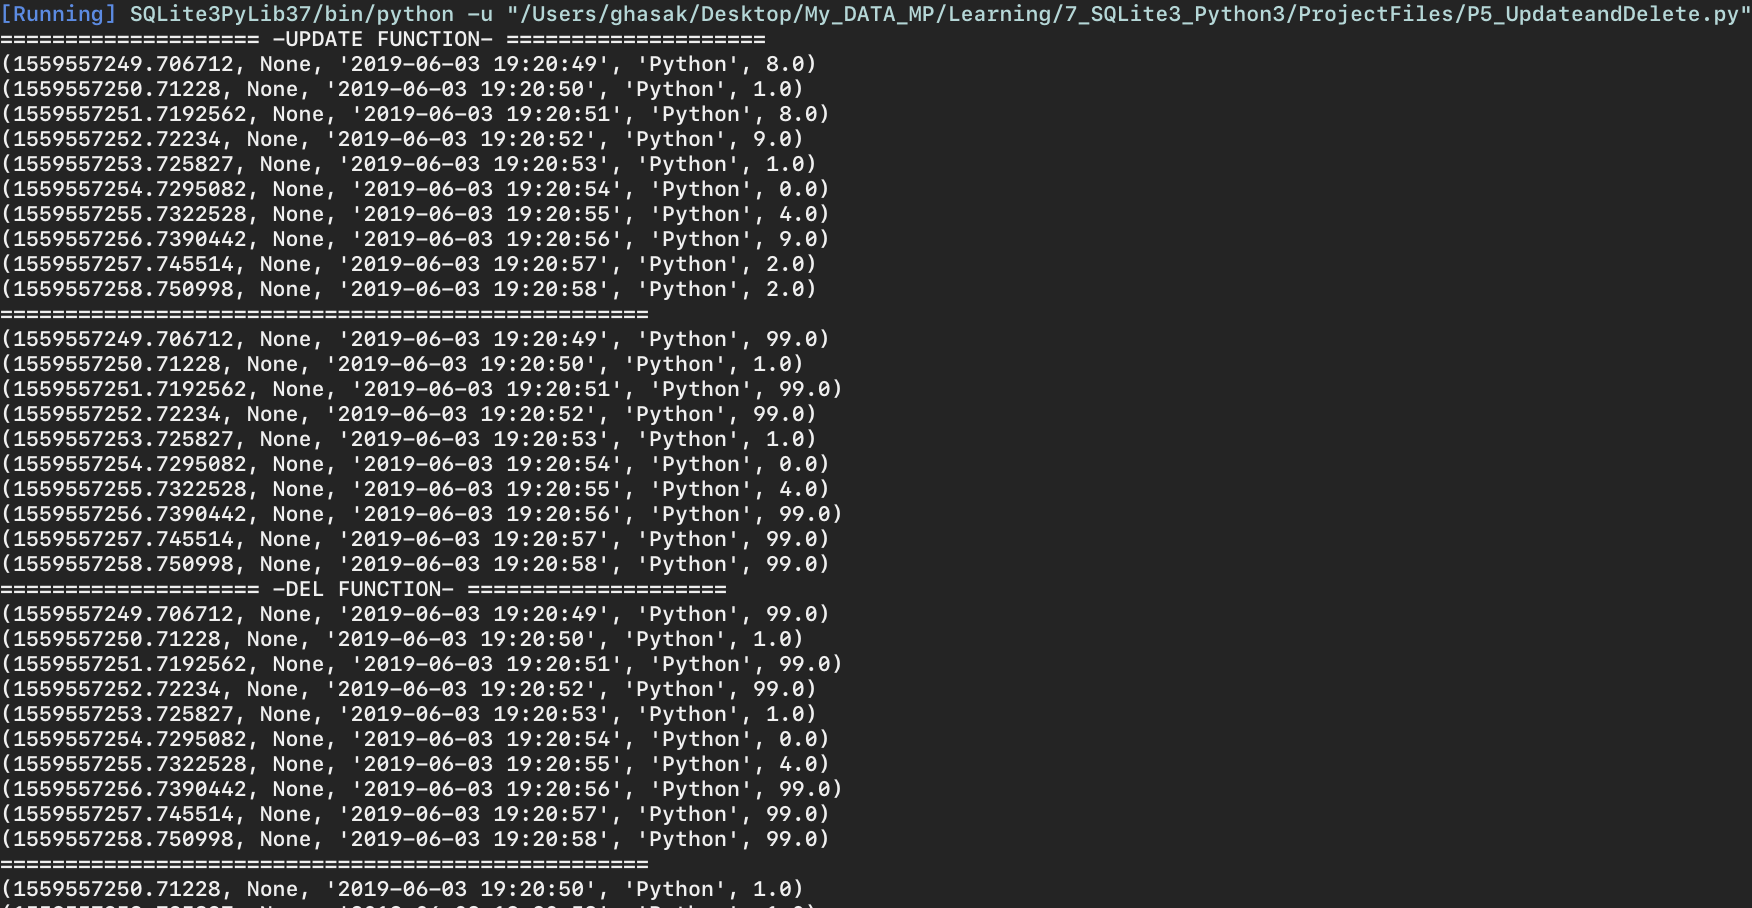 [Running] SQLite3PyLib37/bin/python -u "/Users/ghasak/Desktop/My_DATA_MP/Learning/7_SQLite3_Python3/ProjectFiles/P5_UpdateandDelete.py"
==================== -UPDATE FUNCTION- ====================
(1559557249.706712, None, '2019-06-03 19:20:49', 'Python', 8.0)
(1559557250.71228, None, '2019-06-03 19:20:50', 'Python', 1.0)
(1559557251.7192562, None, '2019-06-03 19:20:51', 'Python', 8.0)
(1559557252.72234, None, '2019-06-03 19:20:52', 'Python', 9.0)
(1559557253.725827, None, '2019-06-03 19:20:53', 'Python', 1.0)
(1559557254.7295082, None, '2019-06-03 19:20:54', 'Python', 0.0)
(1559557255.7322528, None, '2019-06-03 19:20:55', 'Python', 4.0)
(1559557256.7390442, None, '2019-06-03 19:20:56', 'Python', 9.0)
(1559557257.745514, None, '2019-06-03 19:20:57', 'Python', 2.0)
(1559557258.750998, None, '2019-06-03 19:20:58', 'Python', 2.0)
==================================================
(1559557249.706712, None, '2019-06-03 19:20:49', 'Python', 99.0)
(1559557250.71228, None, '2019-06-03 19:20:50', 'Python', 1.0)
(1559557251.7192562, None, '2019-06-03 19:20:51', 'Python', 99.0)
(1559557252.72234, None, '2019-06-03 19:20:52', 'Python', 99.0)
(1559557253.725827, None, '2019-06-03 19:20:53', 'Python', 1.0)
(1559557254.7295082, None, '2019-06-03 19:20:54', 'Python', 0.0)
(1559557255.7322528, None, '2019-06-03 19:20:55', 'Python', 4.0)
(1559557256.7390442, None, '2019-06-03 19:20:56', 'Python', 99.0)
(1559557257.745514, None, '2019-06-03 19:20:57', 'Python', 99.0)
(1559557258.750998, None, '2019-06-03 19:20:58', 'Python', 99.0)
==================== -DEL FUNCTION- ====================
(1559557249.706712, None, '2019-06-03 19:20:49', 'Python', 99.0)
(1559557250.71228, None, '2019-06-03 19:20:50', 'Python', 1.0)
(1559557251.7192562, None, '2019-06-03 19:20:51', 'Python', 99.0)
(1559557252.72234, None, '2019-06-03 19:20:52', 'Python', 99.0)
(1559557253.725827, None, '2019-06-03 19:20:53', 'Python', 1.0)
(1559557254.7295082, None, '2019-06-03 19:20:54', 'Python', 0.0)
(1559557255.7322528, None, '2019-06-03 19:20:55', 'Python', 4.0)
(1559557256.7390442, None, '2019-06-03 19:20:56', 'Python', 99.0)
(1559557257.745514, None, '2019-06-03 19:20:57', 'Python', 99.0)
(1559557258.750998, None, '2019-06-03 19:20:58', 'Python', 99.0)
==================================================
(1559557250.71228, None, '2019-06-03 19:20:50', 'Python', 1.0)